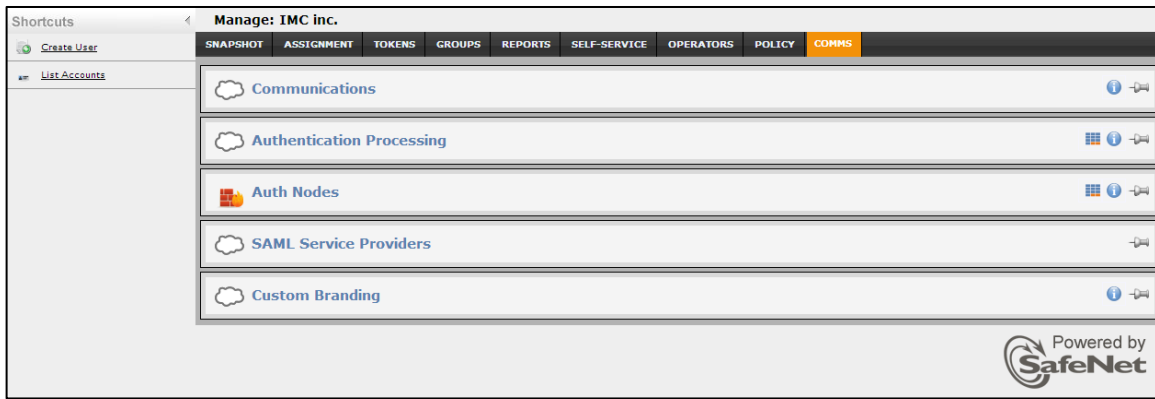 Shortcuts
Create User
List Accounts
Manage: IMC inc.
SNAPSHOT ASSIGNMENT TOKENS GROUPS REPORTS SELF-SERVICE OPERATORS POLICY COMMS
Communications
Authentication Processing
Auth Nodes
SAML Service Providers
Custom Branding
Powered by
SafeNet